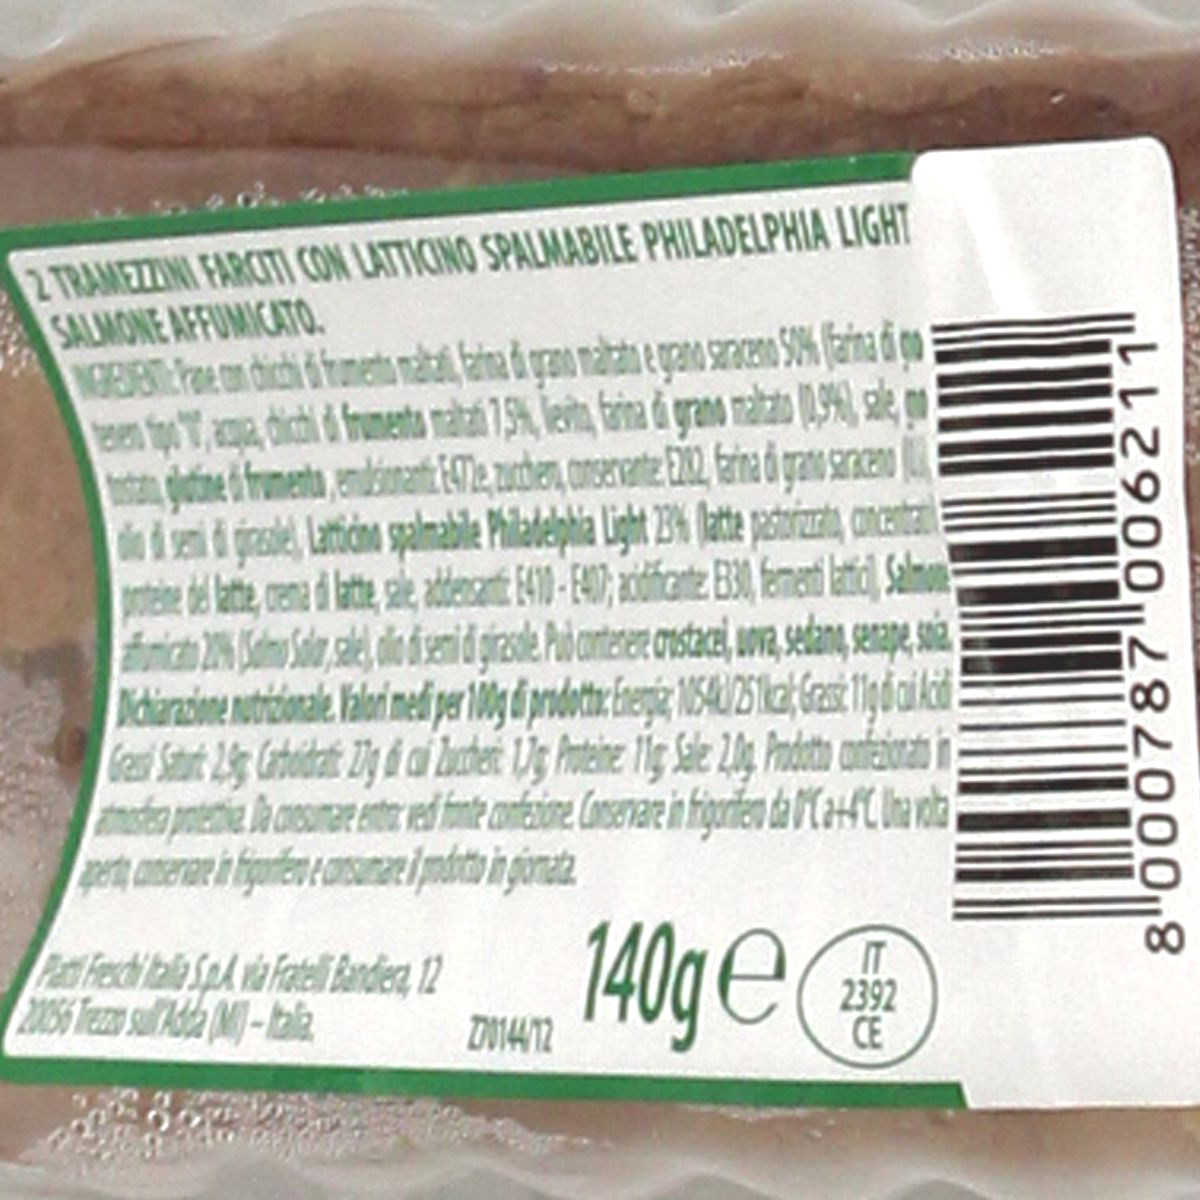 2 TRAMEZZINI FARCITI CON LATTICINO SPALMABILE PHILADELPHIA LIGHT
SALMONE AFFUMICATO.
INGREDIENTI: Pane con chicchi di frumento maltati, farina di grano maltato e grano saraceno 50% (farina di
tenero tipo "0", acqua, chicchi di frumento maltati 7,5%, lievito, farina di grano maltato (0,9%), sale,
tostato, glutine di frumento, emulsionanti: E472e, zucchero, conservante: E282, farina di grano saraceno
olio di semi di girasole), Latticino spalmabile Philadelphia Light 23% (latte pastorizzato, concentrato
proteine del latte, crema di latte, sale, addensanti: E410 - E407; acidificante: E330, fermenti lattici), Salmone
affumicato 20% (Salmo Salar, sale), olio di semi di girasole. Può contenere crostacei, uova, sedano, senape, soia.
Dichiarazione nutrizionale. Valori medi per 100g di prodotto: Energia; 1054kJ/251kcal; Grassi: 11g di cui Acidi
Grassi Saturi: 2,9g; Carboidrati: 27g di cui Zuccheri: 1,7g; Proteine: 11g; Sale: 2,0g. Prodotto confezionato in
atmosfera protettiva. Da consumare entro: vedi fronte confezione. Conservare in frigorifero da 0°C a +4°C. Una volta
aperto, conservare in frigorifero e consumare il prodotto in giornata.
Piatti Freschi Italia S.p.A. via Fratelli Bandiera, 12
20056 Trezzo sull'Adda (MI) – Italia.
Z70144/12
140g e
IT
2392
CE
8 000787 006211